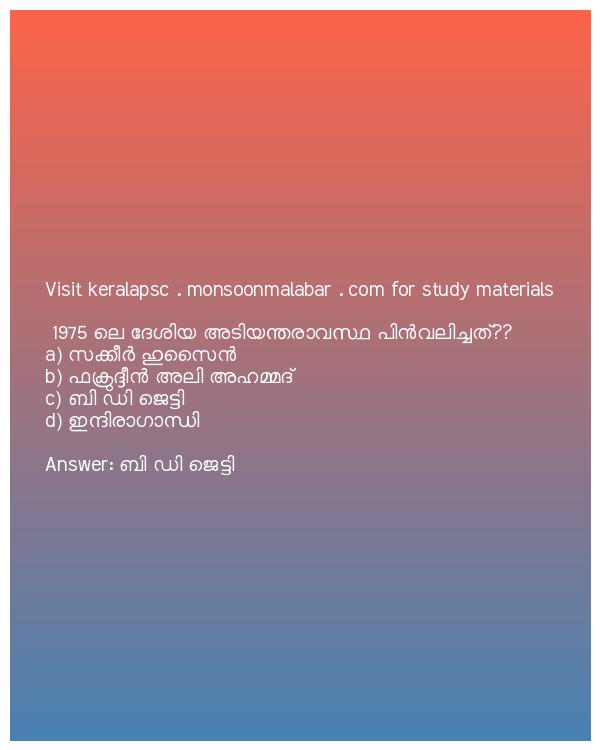 Visit keralapsc . monsoonmalabar . com for study materials
1975 ലെ ദേശിയ അടിയന്തരാവസ്ഥ പിൻവലിച്ചത്??
a) സക്കീർ ഹുസൈൻ
b) ഫക്രുദ്ദീൻ അലി അഹമ്മദ്
c) ബി ഡി ജെട്ടി
d) ഇന്ദിരാഗാന്ധി
Answer: ബി ഡി ജെട്ടി